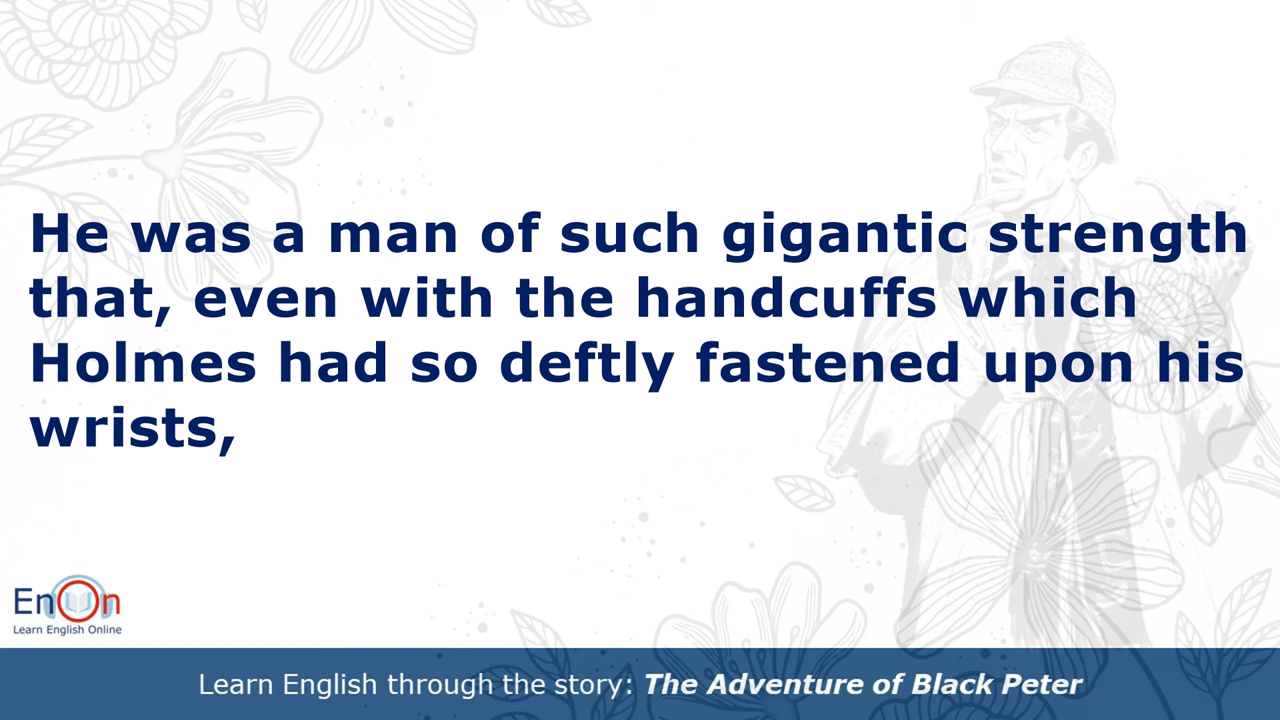 He was a man of such gigantic strength
that, even with the handcuffs which
Holmes had so deftly fastened upon his
wrists,
EnOn
Learn English Online
Learn English through the story: The Adventure of Black Peter